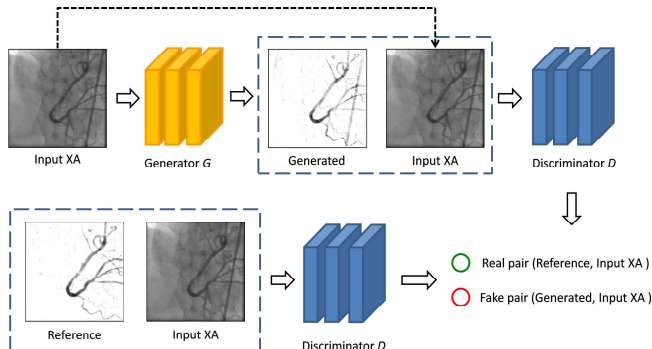 Input XA
Generator G
Generated
Input XA
Discriminator D
Reference
Input XA
Discriminator D
Real pair (Reference, Input XA )
Fake pair (Generated, Input XA )